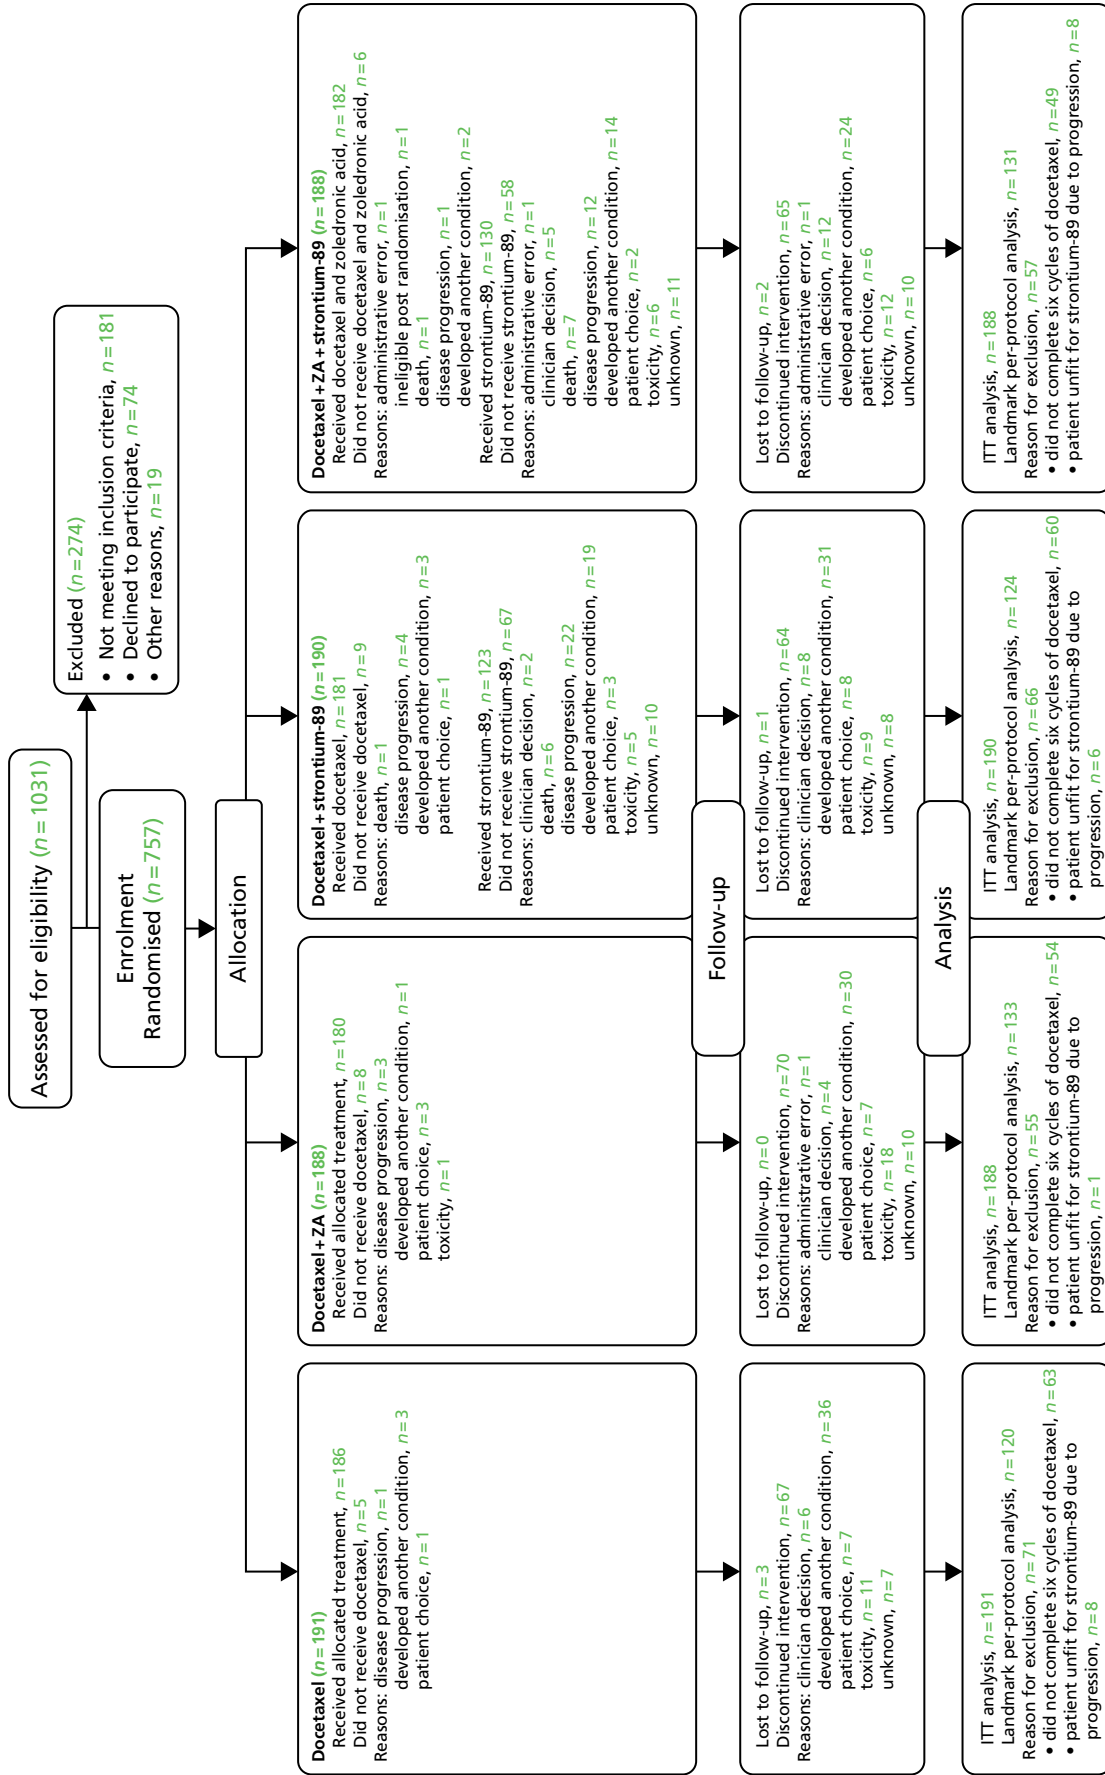 Assessed for eligibility (n=1031)
Excluded (n=274)
• Not meeting inclusion criteria, n=181
• Declined to participate, n=74
• Other reasons, n=19
Enrolment
Randomised (n=757)
Allocation
Docetaxel (n=191)
Received allocated treatment, n=186
Did not receive docetaxel, n=5
Reasons: disease progression, n=1
developed another condition, n=3
patient choice, n=1
Docetaxel+ZA (n=188)
Received allocated treatment, n=180
Did not receive docetaxel, n=8
Reasons: disease progression, n=3
developed another condition, n=1
patient choice, n=3
toxicity, n=1
Docetaxel+strontium-89 (n=190)
Received docetaxel, n=181
Did not receive docetaxel, n=9
Reasons: death, n=1
disease progression, n=4
developed another condition, n=3
patient choice, n=1
Received strontium-89, n=123
Did not receive strontium-89, n=67
Reasons: clinician decision, n=2
death, n=6
disease progression, n=22
developed another condition, n=19
patient choice, n=3
toxicity, n=5
unknown, n=10
Docetaxel+ZA+strontium-89 (n=188)
Received docetaxel and zoledronic acid, n=182
Did not receive docetaxel and zoledronic acid, n=6
Reasons: administrative error, n=1
ineligible post randomisation, n=1
death, n=1
disease progression, n=1
developed another condition, n=2
Received strontium-89, n=130
Did not receive strontium-89, n=58
Reasons: administrative error, n=1
clinician decision, n=5
death, n=7
disease progression, n=12
developed another condition, n=14
patient choice, n=2
toxicity, n=6
unknown, n=11
Follow-up
Lost to follow-up, n=3
Discontinued intervention, n=67
Reasons: clinician decision, n=6
developed another condition, n=36
patient choice, n=7
toxicity, n=11
unknown, n=7
Lost to follow-up, n=0
Discontinued intervention, n=70
Reasons: administrative error, n=1
clinician decision, n=4
developed another condition, n=30
patient choice, n=7
toxicity, n=18
unknown, n=10
Lost to follow-up, n=1
Discontinued intervention, n=64
Reasons: clinician decision, n=8
developed another condition, n=31
patient choice, n=8
toxicity, n=9
unknown, n=8
Lost to follow-up, n=2
Discontinued intervention, n=65
Reasons: administrative error, n=1
clinician decision, n=12
developed another condition, n=24
patient choice, n=6
toxicity, n=12
unknown, n=10
Analysis
ITT analysis, n=191
Landmark per-protocol analysis, n=120
Reason for exclusion, n=71
• did not complete six cycles of docetaxel, n=63
• patient unfit for strontium-89 due to
progression, n=8
ITT analysis, n=188
Landmark per-protocol analysis, n=133
Reason for exclusion, n=55
• did not complete six cycles of docetaxel, n=54
• patient unfit for strontium-89 due to
progression, n=1
ITT analysis, n=190
Landmark per-protocol analysis, n=124
Reason for exclusion, n=66
• did not complete six cycles of docetaxel, n=60
• patient unfit for strontium-89 due to
progression, n=6
ITT analysis, n=188
Landmark per-protocol analysis, n=131
Reason for exclusion, n=57
• did not complete six cycles of docetaxel, n=49
• patient unfit for strontium-89 due to progression, n=8